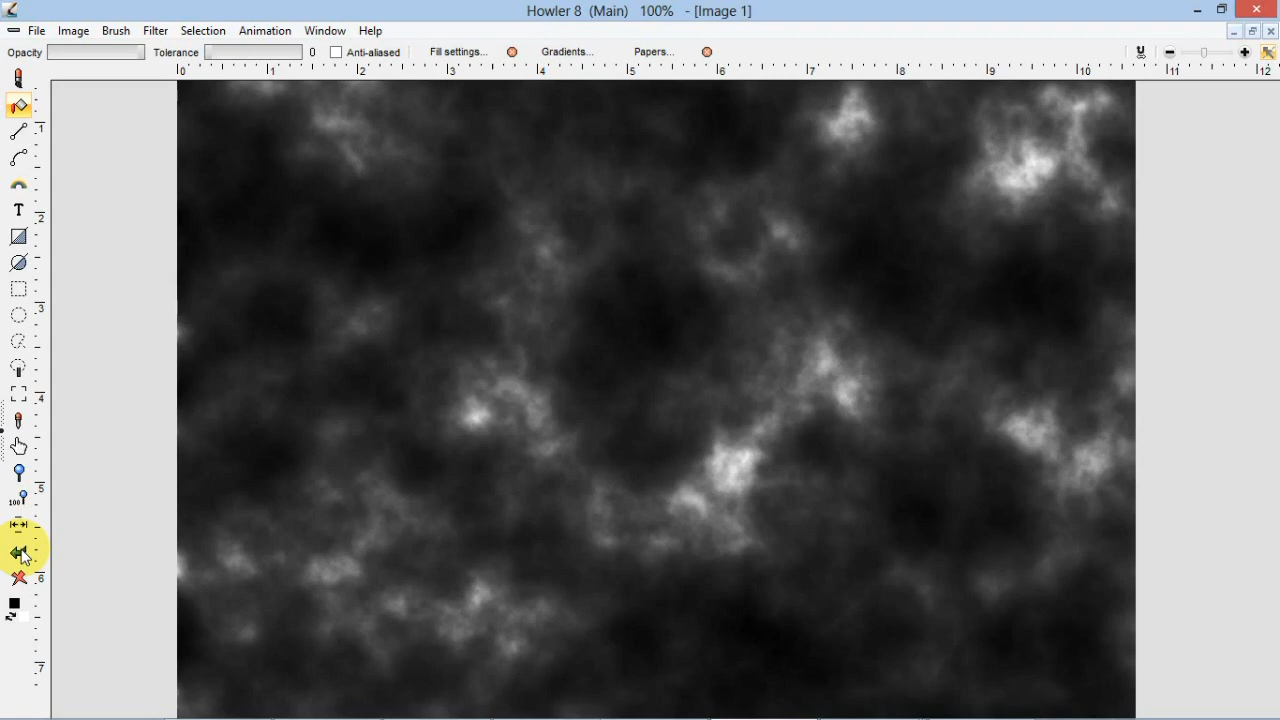 Howler 8 (Main) 100% - [Image 1]
File Image Brush Filter Selection Animation Window Help
Opacity Tolerance 0 Anti-aliased Fill settings... Gradients... Papers...
0 1 2 3 4 5 6 7 8 9 10 11 12
1
2
3
4
5
6
7
T
100